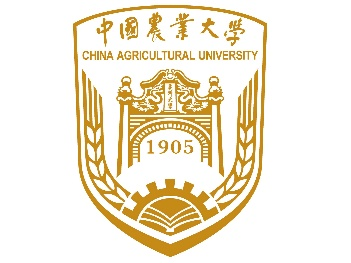 中國農業大學
CHINA AGRICULTURAL UNIVERSITY
1905